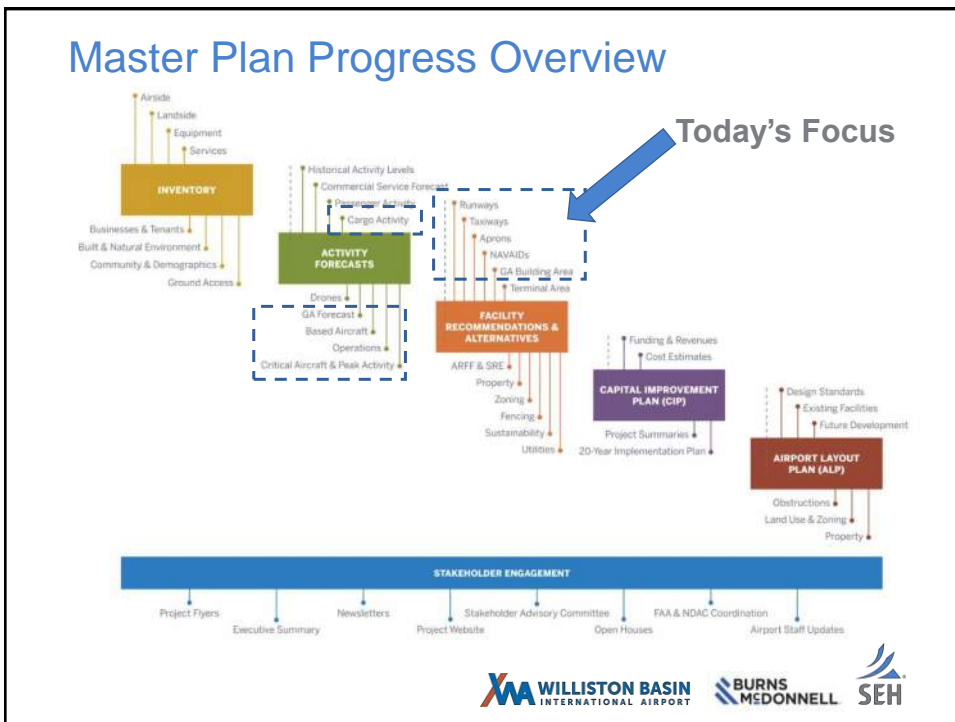 Master Plan Progress Overview
Today's Focus
Airside
Landside
Equipment
Services
INVENTORY
Businesses & Tenants
Built & Natural Environment
Community & Demographics
Ground Access
Historical Activity Levels
Commercial Service Forecast
Passenger Activity
Cargo Activity
ACTIVITY
FORECASTS
Drones
GA Forecast
Based Aircraft
Operations
Critical Aircraft & Peak Activity
Runways
Taxiways
Aprons
NAVAIDs
GA Building Area
Terminal Area
FACILITY
RECOMMENDATIONS &
ALTERNATIVES
ARFF & SRE
Property
Zoning
Fencing
Sustainability
Utilities
Funding & Revenues
Cost Estimates
CAPITAL IMPROVEMENT
PLAN (CIP)
Project Summaries
20-Year Implementation Plan
Design Standards
Existing Facilities
Future Development
AIRPORT LAYOUT
PLAN (ALP)
Obstructions
Land Use & Zoning
Property
STAKEHOLDER ENGAGEMENT
Project Flyers
Executive Summary
Newsletters
Project Website
Stakeholder Advisory Committee
Open Houses
FAA & NDAC Coordination
Airport Staff Updates
XWA WILLISTON BASIN
INTERNATIONAL AIRPORT
BURNS
MCDONNELL
SEH